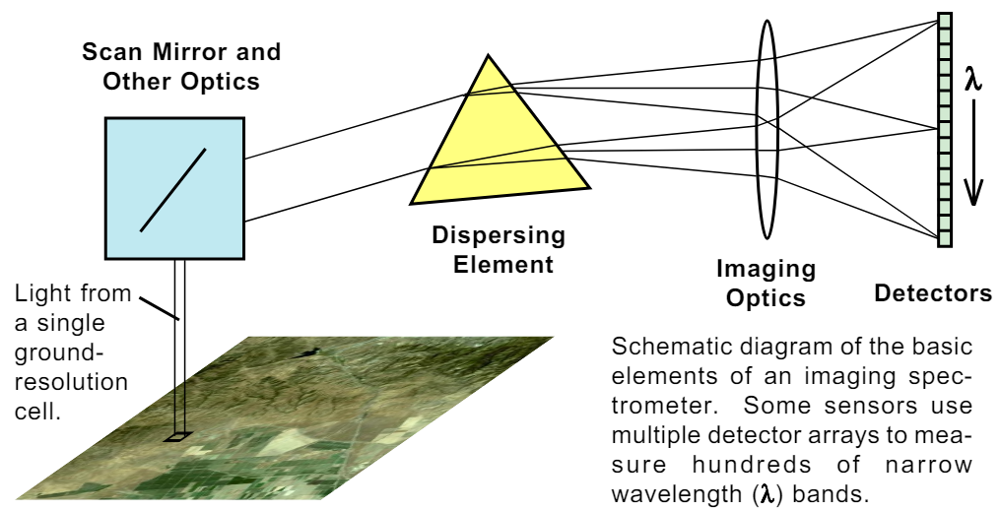 Scan Mirror and
Other Optics
λ
Dispersing
Element
Imaging
Optics
Detectors
Light from
a single
ground-
resolution
cell.
Schematic diagram of the basic
elements of an imaging spec-
trometer. Some sensors use
multiple detector arrays to mea-
sure hundreds of narrow
wavelength (λ) bands.